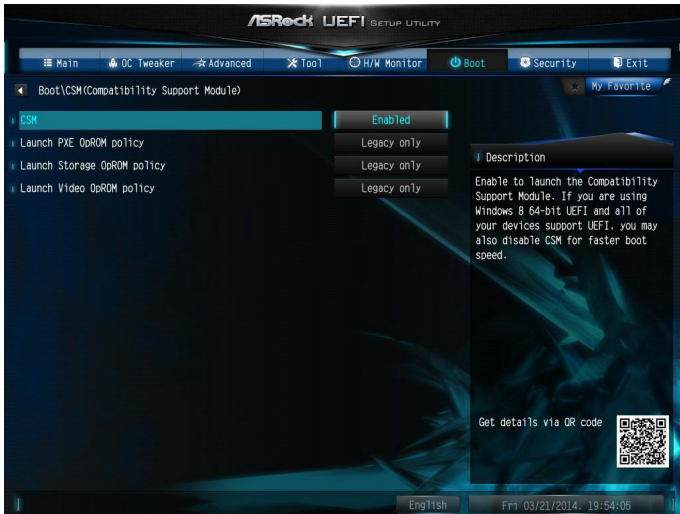 ASRock UEFI SETUP UTILITY
Main OC Tweaker Advanced Tool H/W Monitor Boot Security Exit
Boot\CSM(Compatibility Support Module)
My Favorite
CSM Enabled
Launch PXE OpROM policy Legacy only
Launch Storage OpROM policy Legacy only
Launch Video OpROM policy Legacy only
Description
Enable to launch the Compatibility
Support Module. If you are using
Windows 8 64-bit UEFI and all of
your devices support UEFI, you may
also disable CSM for faster boot
speed.
Get details via QR code
English
Fri 03/21/2014. 19:54:05